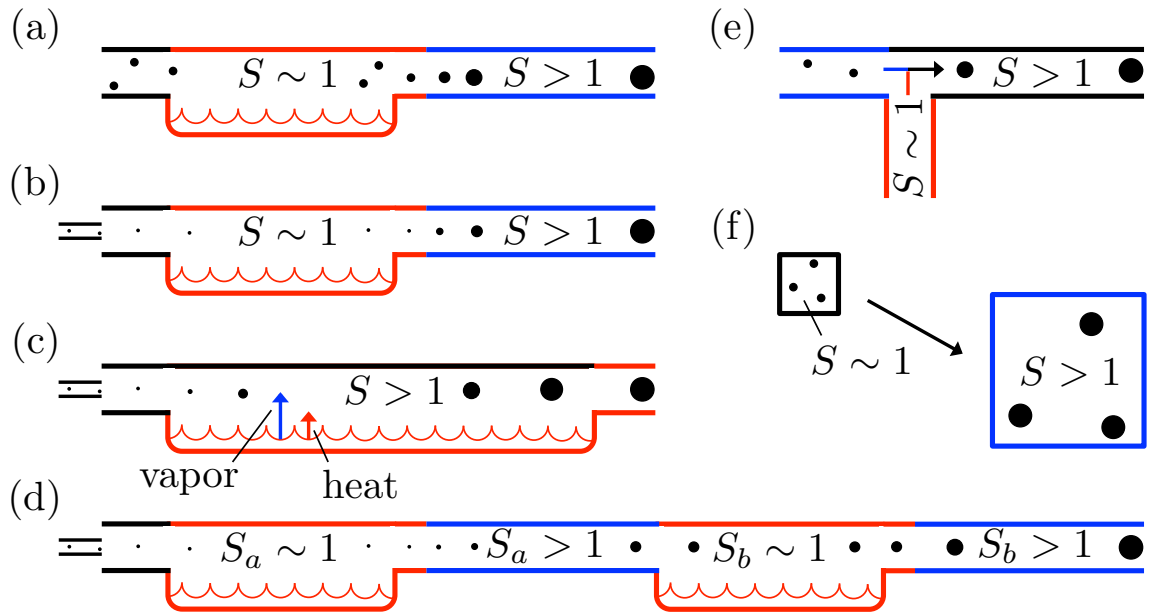 (a)
S ∼ 1
S > 1
(b)
S ∼ 1
S > 1
(c)
S > 1
vapor
heat
(d)
S_a ∼ 1
S_a > 1
S_b ∼ 1
S_b > 1
(e)
S > 1
S ∼ 1
(f)
S ∼ 1
S > 1